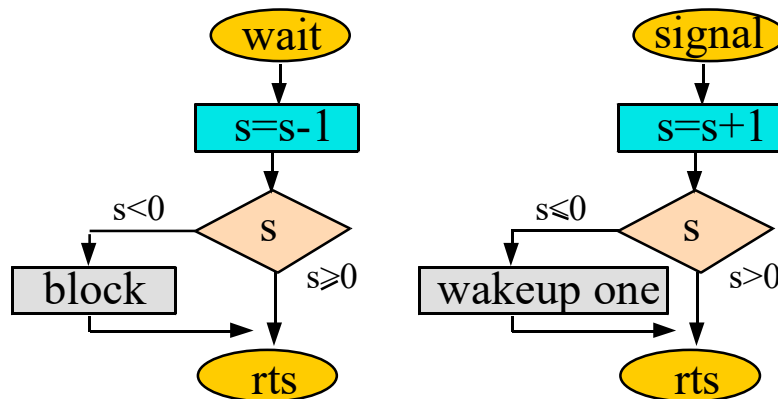 wait
s=s-1
s<0
s
s⩾0
block
rts
signal
s=s+1
s⩽0
s
s>0
wakeup one
rts